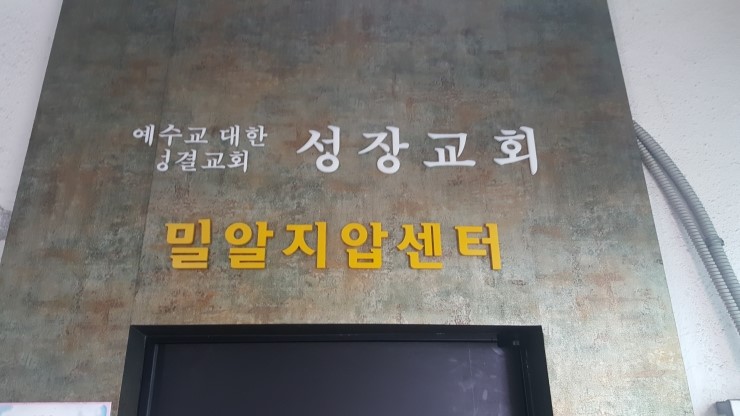 예수교 대한
성결교회
성장교회
밀알지압센터